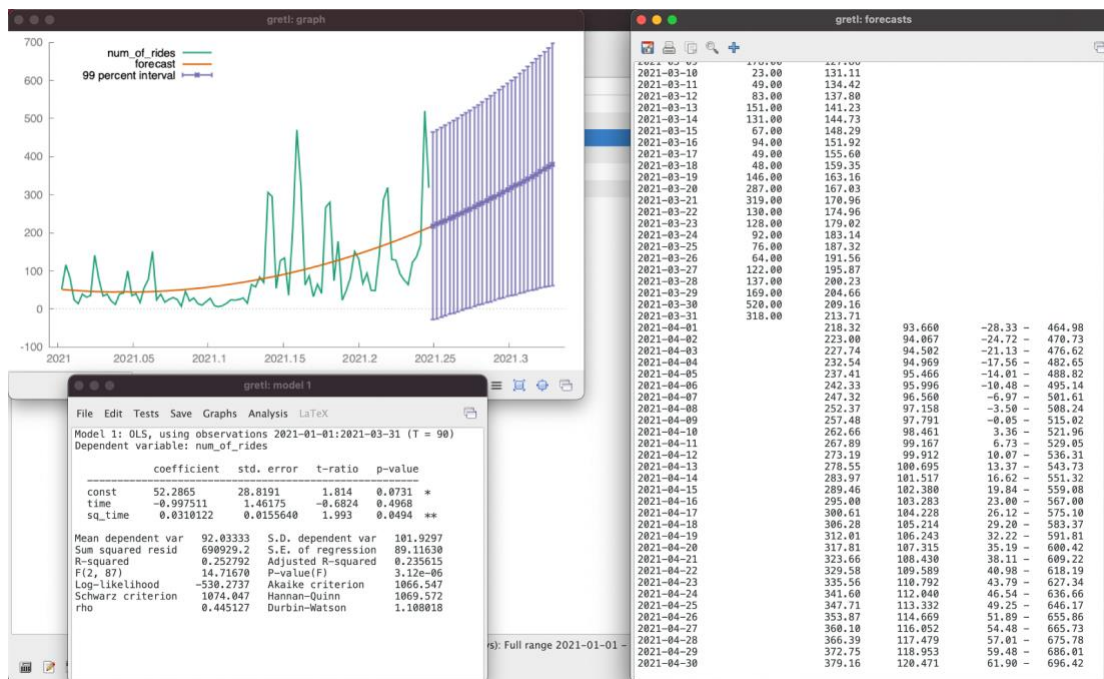 gretl: graph
700
600
500
400
300
200
100
0
-100
num_of_rides
forecast
99 percent interval
2021 2021.05 2021.1 2021.15 2021.2 2021.25 2021.3
gretl: model 1
File Edit Tests Save Graphs Analysis LaTeX
Model 1: OLS, using observations 2021-01-01:2021-03-31 (T = 90)
Dependent variable: num_of_rides
coefficient std. error t-ratio p-value
const 52.2865 28.8191 1.814 0.0731 *
time -0.997511 1.46175 -0.6824 0.4968
sq_time 0.0310122 0.0155640 1.993 0.0494 **
Mean dependent var 92.03333 S.D. dependent var 101.9297
Sum squared resid 690929.2 S.E. of regression 89.11630
R-squared 0.252792 Adjusted R-squared 0.235615
F(2, 87) 14.71670 P-value(F) 3.12e-06
Log-likelihood -530.2737 Akaike criterion 1066.547
Schwarz criterion 1074.047 Hannan-Quinn 1069.572
rho 0.445127 Durbin-Watson 1.108018
ys): Full range 2021-01-01 -
gretl: forecasts
2021-03-10 23.00 131.11
2021-03-11 49.00 134.42
2021-03-12 83.00 137.80
2021-03-13 151.00 141.23
2021-03-14 131.00 144.73
2021-03-15 67.00 148.29
2021-03-16 94.00 151.92
2021-03-17 49.00 155.60
2021-03-18 48.00 159.35
2021-03-19 146.00 163.16
2021-03-20 287.00 167.03
2021-03-21 319.00 170.96
2021-03-22 130.00 174.96
2021-03-23 128.00 179.02
2021-03-24 92.00 183.14
2021-03-25 76.00 187.32
2021-03-26 64.00 191.56
2021-03-27 122.00 195.87
2021-03-28 137.00 200.23
2021-03-29 169.00 204.66
2021-03-30 520.00 209.16
2021-03-31 318.00 213.71
2021-04-01 218.32 93.660 -28.33 - 464.98
2021-04-02 223.00 94.067 -24.72 - 470.73
2021-04-03 227.74 94.502 -21.13 - 476.62
2021-04-04 232.54 94.969 -17.56 - 482.65
2021-04-05 237.41 95.466 -14.01 - 488.82
2021-04-06 242.33 95.996 -10.48 - 495.14
2021-04-07 247.32 96.560 -6.97 - 501.61
2021-04-08 252.37 97.158 -3.50 - 508.24
2021-04-09 257.48 97.791 -0.05 - 515.02
2021-04-10 262.66 98.461 3.36 - 521.96
2021-04-11 267.89 99.167 6.73 - 529.05
2021-04-12 273.19 99.912 10.07 - 536.31
2021-04-13 278.55 100.695 13.37 - 543.73
2021-04-14 283.97 101.517 16.62 - 551.32
2021-04-15 289.46 102.380 19.84 - 559.08
2021-04-16 295.00 103.283 23.00 - 567.00
2021-04-17 300.61 104.228 26.12 - 575.10
2021-04-18 306.28 105.214 29.20 - 583.37
2021-04-19 312.01 106.243 32.22 - 591.81
2021-04-20 317.81 107.315 35.19 - 600.42
2021-04-21 323.66 108.430 38.11 - 609.22
2021-04-22 329.58 109.589 40.98 - 618.19
2021-04-23 335.56 110.792 43.79 - 627.34
2021-04-24 341.60 112.040 46.54 - 636.66
2021-04-25 347.71 113.332 49.25 - 646.17
2021-04-26 353.87 114.669 51.89 - 655.86
2021-04-27 360.10 116.052 54.48 - 665.73
2021-04-28 366.39 117.479 57.01 - 675.78
2021-04-29 372.75 118.953 59.48 - 686.01
2021-04-30 379.16 120.471 61.90 - 696.42